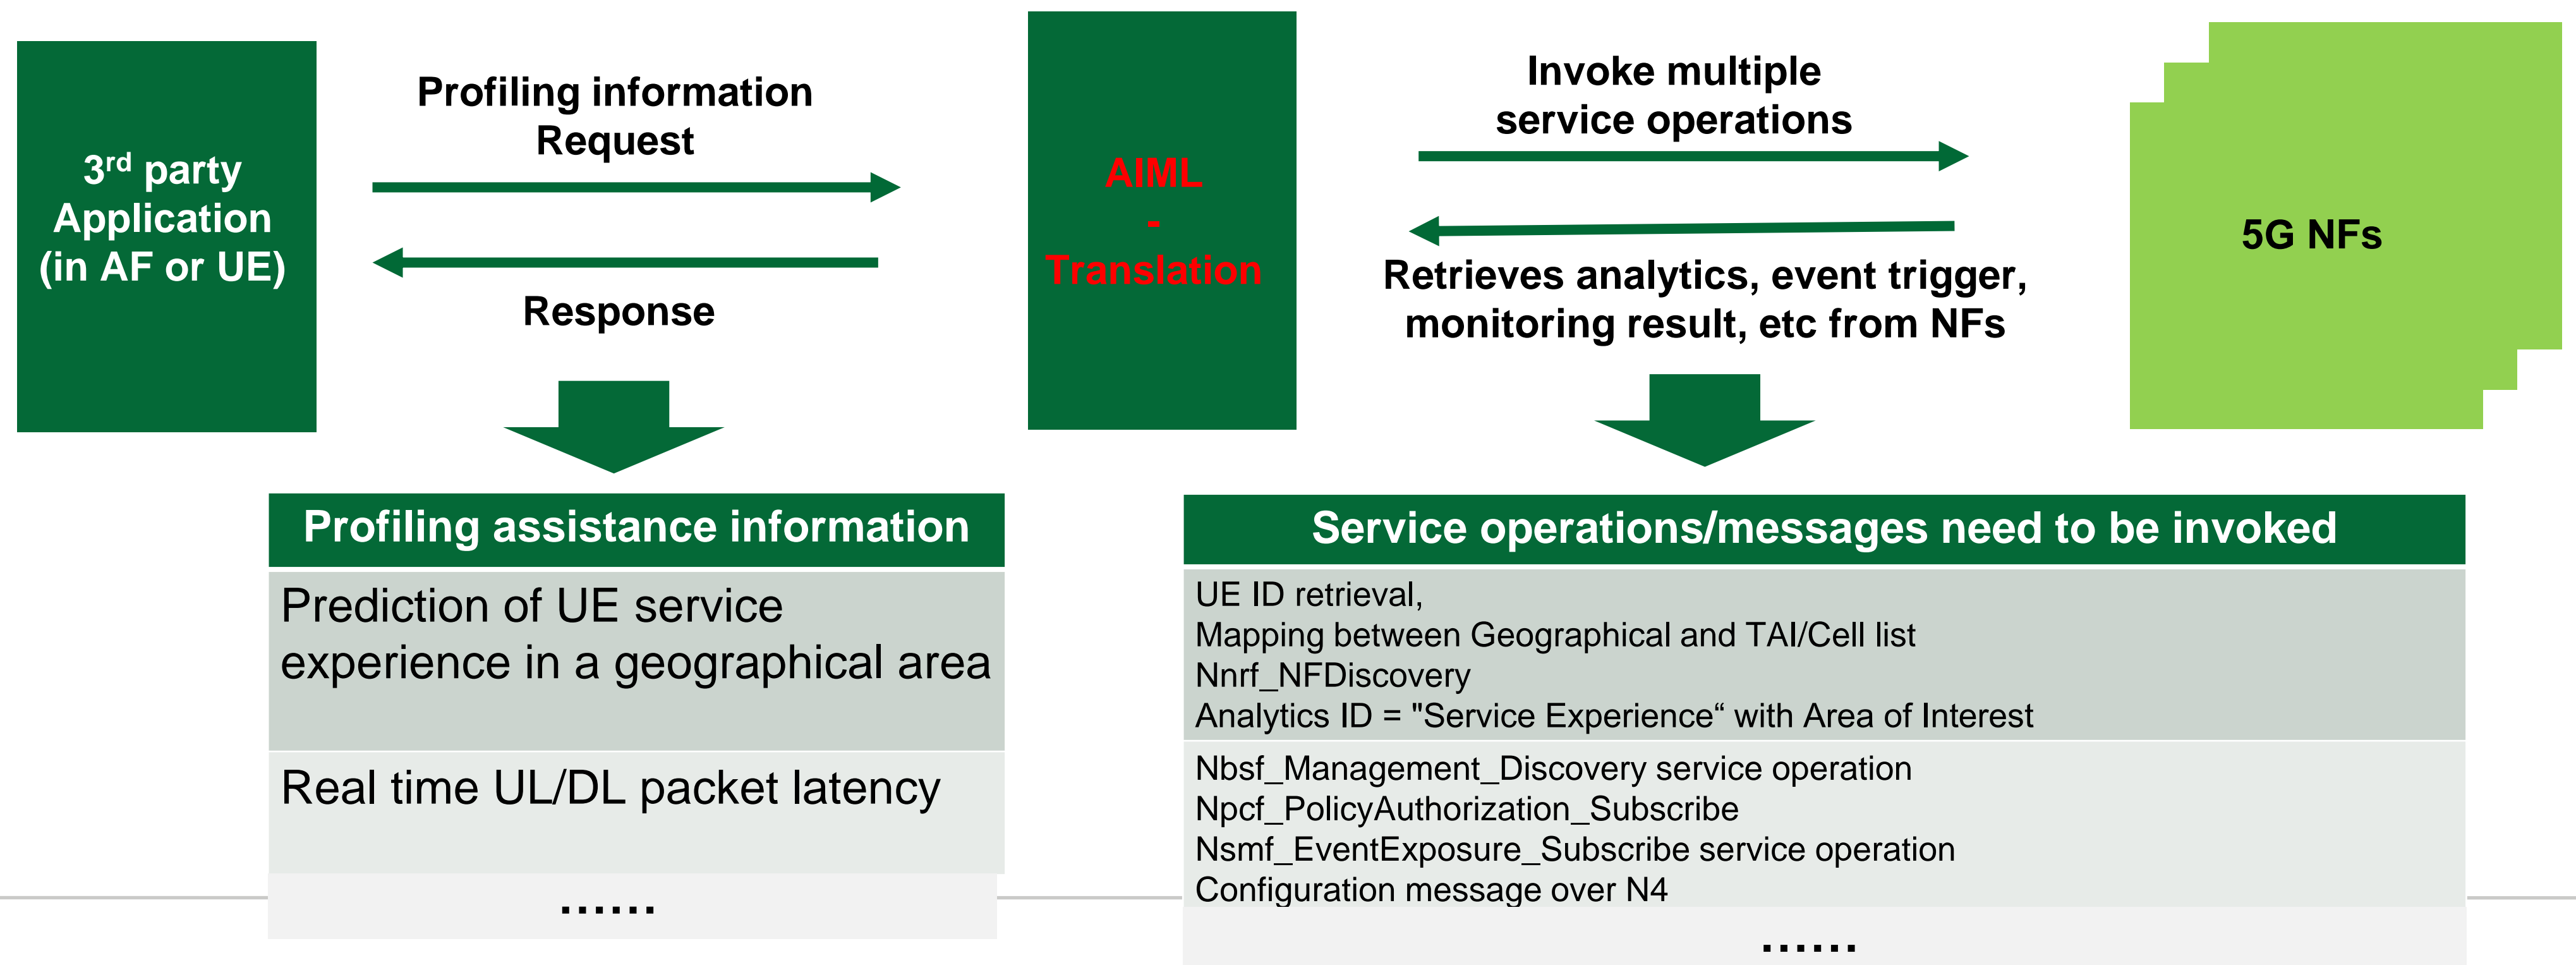 3rd party
Application
(in AF or UE)
Profiling information
Request
Response
AIML
-
Translation
Invoke multiple
service operations
Retrieves analytics, event trigger,
monitoring result, etc from NFs
5G NFs
Profiling assistance information
Prediction of UE service
experience in a geographical area
Real time UL/DL packet latency
......
Service operations/messages need to be invoked
UE ID retrieval,
Mapping between Geographical and TAI/Cell list
Nnrf_NFDiscovery
Analytics ID = "Service Experience“ with Area of Interest
Nbsf_Management_Discovery service operation
Npcf_PolicyAuthorization_Subscribe
Nsmf_EventExposure_Subscribe service operation
Configuration message over N4
......